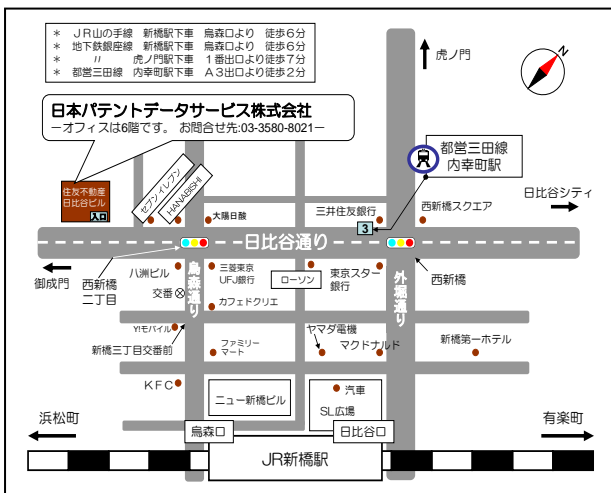 ＊　ＪＲ山の手線　新橋駅下車　烏森口より　徒歩６分
＊　地下鉄銀座線　新橋駅下車　烏森口より　徒歩６分
＊　　　〃　　　虎ノ門駅下車　１番出口より徒歩７分
＊　都営三田線　内幸町駅下車　Ａ３出口より徒歩２分
虎ノ門
N
日本パテントデータサービス株式会社
－オフィスは6階です。 お問合せ先:03-3580-8021－
都営三田線
内幸町駅
住友不動産
日比谷ビル
入口
セブンイレブン
HANABISHI
大陽日酸
三井住友銀行
3
西新橋スクエア
日比谷シティ
日比谷通り
御成門
西新橋
二丁目
八洲ビル
交番
烏森通り
三菱東京
UFJ銀行
カフェドクリエ
ローソン
東京スター
銀行
外堀通り
西新橋
Y!モバイル
新橋三丁目交番前
ファミリー
マート
ヤマダ電機
マクドナルド
新橋第一ホテル
ＫＦＣ
ニュー新橋ビル
汽車
SL広場
浜松町
烏森口
日比谷口
有楽町
JR新橋駅